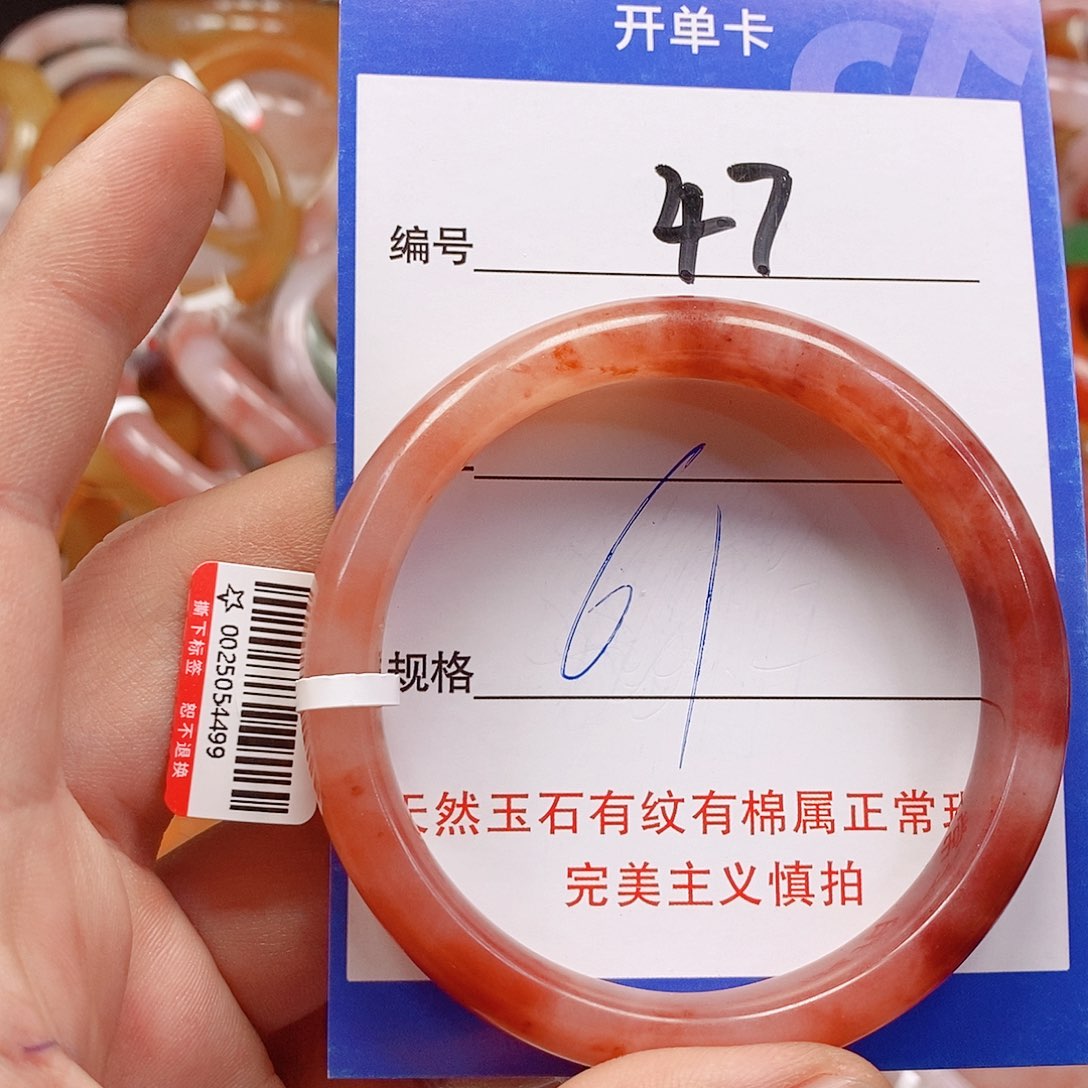 开单卡
编号 47
61
规格
天然玉石有纹有棉属正常现
完美主义慎拍
☆ 0025054499
撕下标签 恕不退换